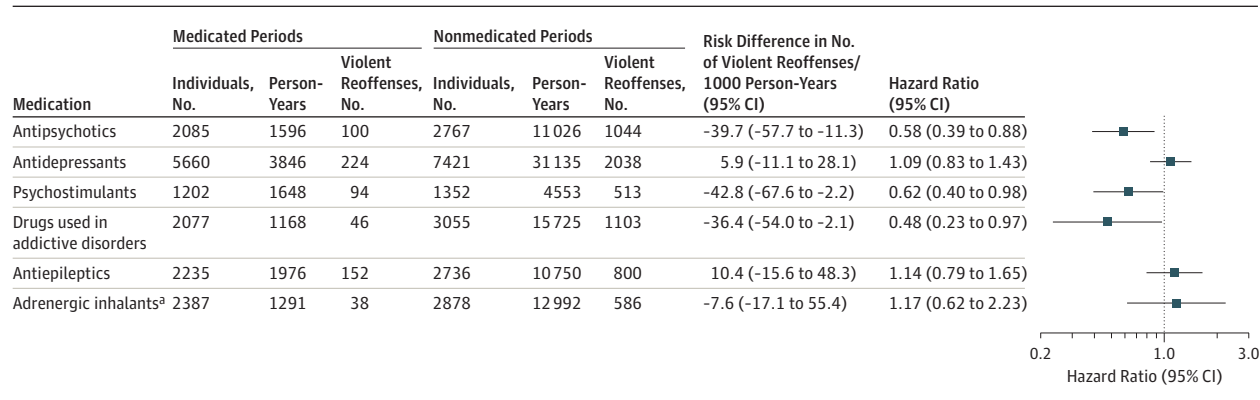 Medicated Periods Nonmedicated Periods Risk Difference in No. of Violent Reoffenses/ 1000 Person-Years (95% CI) Hazard Ratio (95% CI)
Medication Individuals, No. Person-Years Violent Reoffenses, No. Individuals, No. Person-Years Violent Reoffenses, No.
Antipsychotics 2085 1596 100 2767 11026 1044 -39.7 (-57.7 to -11.3) 0.58 (0.39 to 0.88)
Antidepressants 5660 3846 224 7421 31135 2038 5.9 (-11.1 to 28.1) 1.09 (0.83 to 1.43)
Psychostimulants 1202 1648 94 1352 4553 513 -42.8 (-67.6 to -2.2) 0.62 (0.40 to 0.98)
Drugs used in 2077 1168 46 3055 15725 1103 -36.4 (-54.0 to -2.1) 0.48 (0.23 to 0.97)
addictive disorders
Antiepileptics 2235 1976 152 2736 10750 800 10.4 (-15.6 to 48.3) 1.14 (0.79 to 1.65)
Adrenergic inhalantsᵃ 2387 1291 38 2878 12992 586 -7.6 (-17.1 to 55.4) 1.17 (0.62 to 2.23)
0.2 1.0 3.0
Hazard Ratio (95% CI)